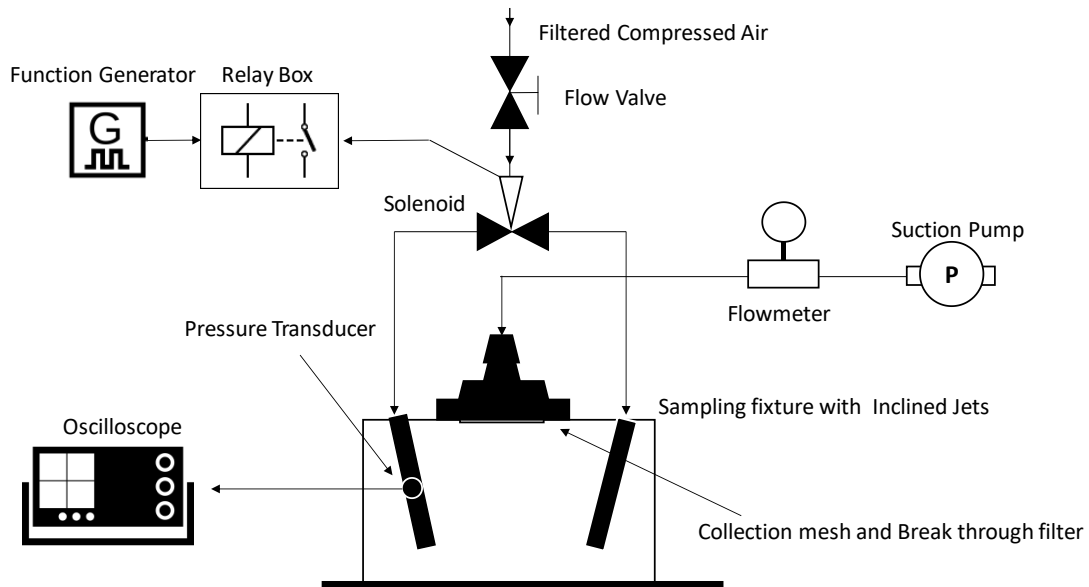 Filtered Compressed Air
Function Generator
Relay Box
Flow Valve
G
Solenoid
Suction Pump
P
Flowmeter
Pressure Transducer
Sampling fixture with  Inclined Jets
Oscilloscope
Collection mesh and Break through filter